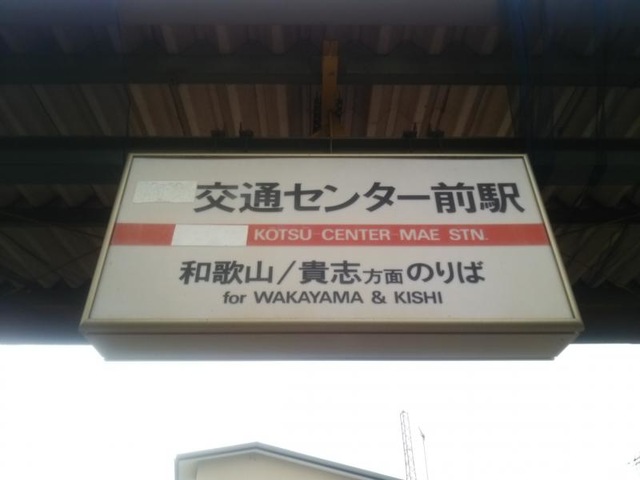 交通センター前駅
KOTSU CENTER MAE STN.
和歌山/貴志方面のりば
for WAKAYAMA & KISHI